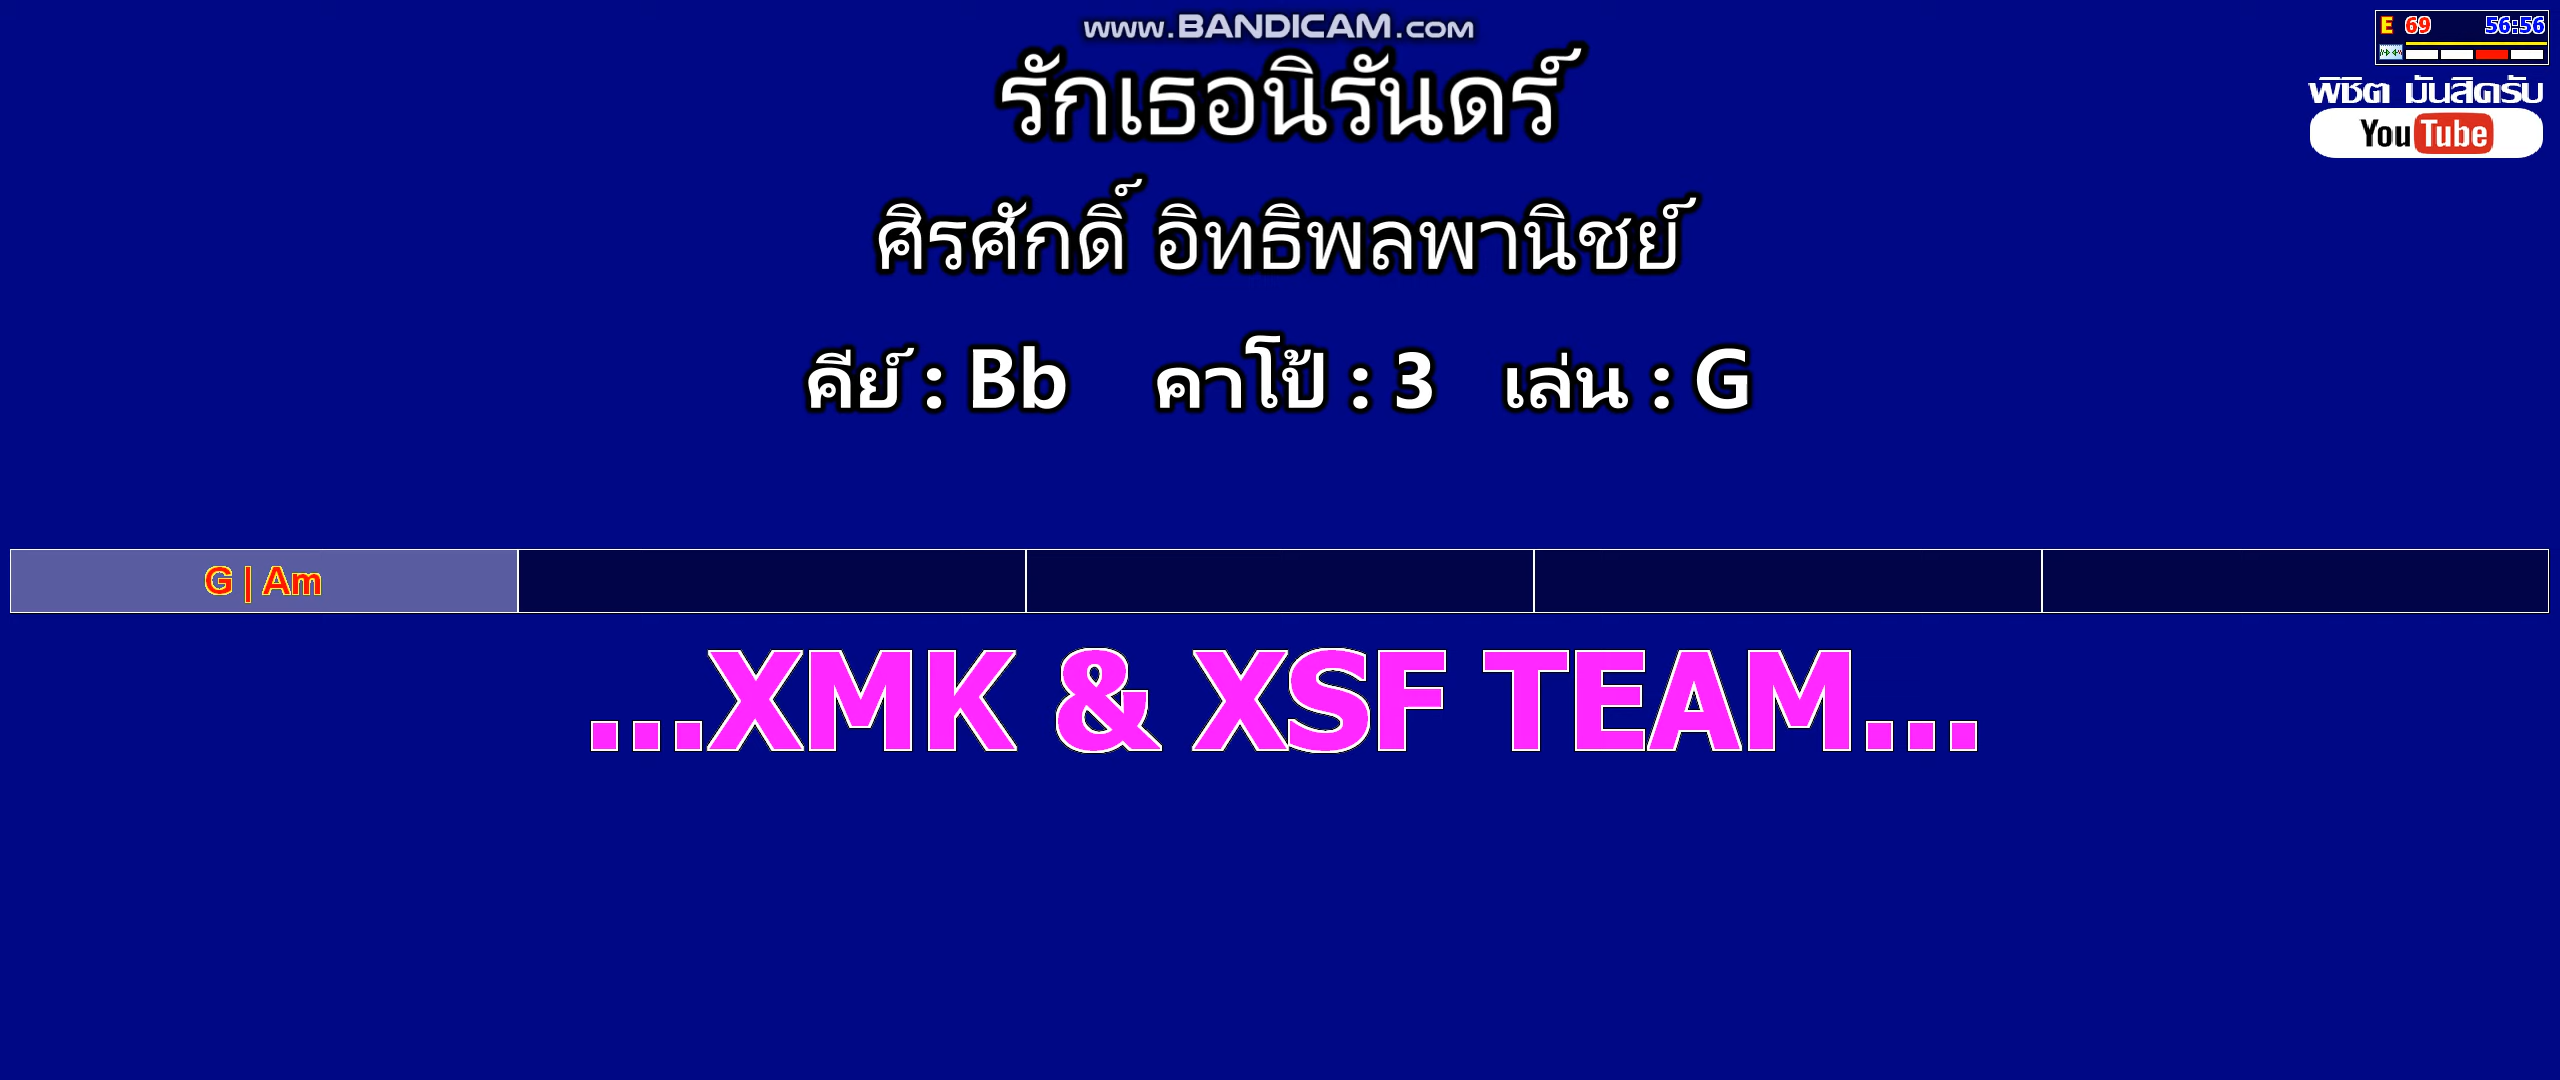 www.BANDICAM.com
E 69 56:56
รักเธอนิรันดร์
พิชิต มันสิครับ
YouTube
ศิรศักดิ์ อิทธิพลพานิชย์
คีย์ : Bb คาโป้ : 3 เล่น : G
G | Am
...XMK & XSF TEAM...